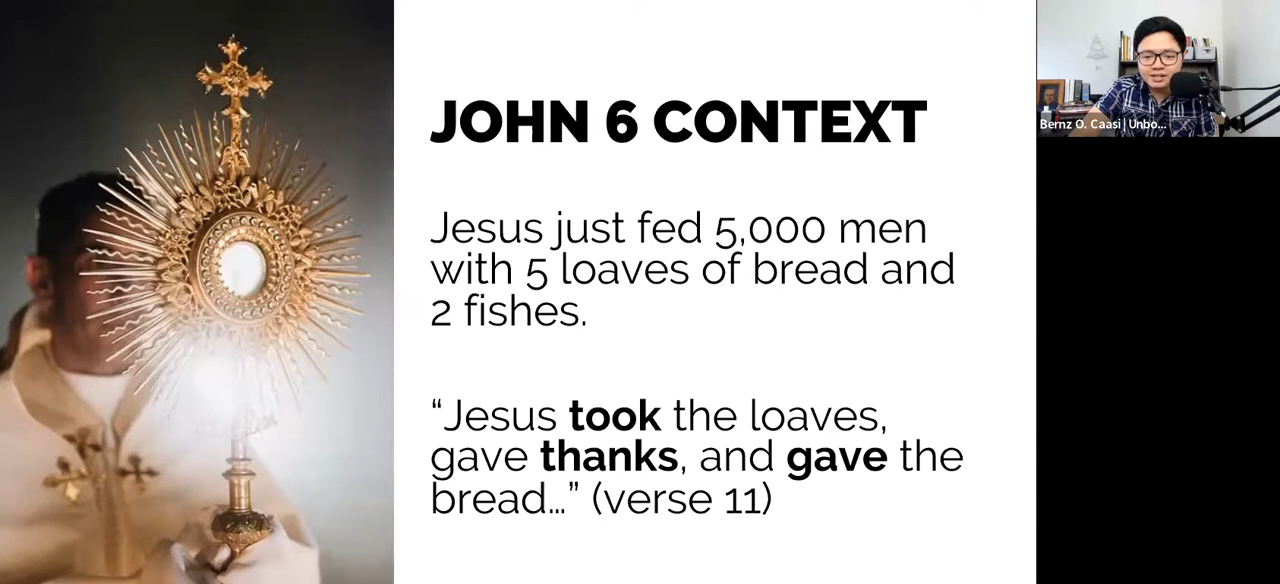 JOHN 6 CONTEXT
Jesus just fed 5,000 men
with 5 loaves of bread and
2 fishes.
“Jesus took the loaves,
gave thanks, and gave the
bread...” (verse 11)
Bernz O. Caasi | Unbo...